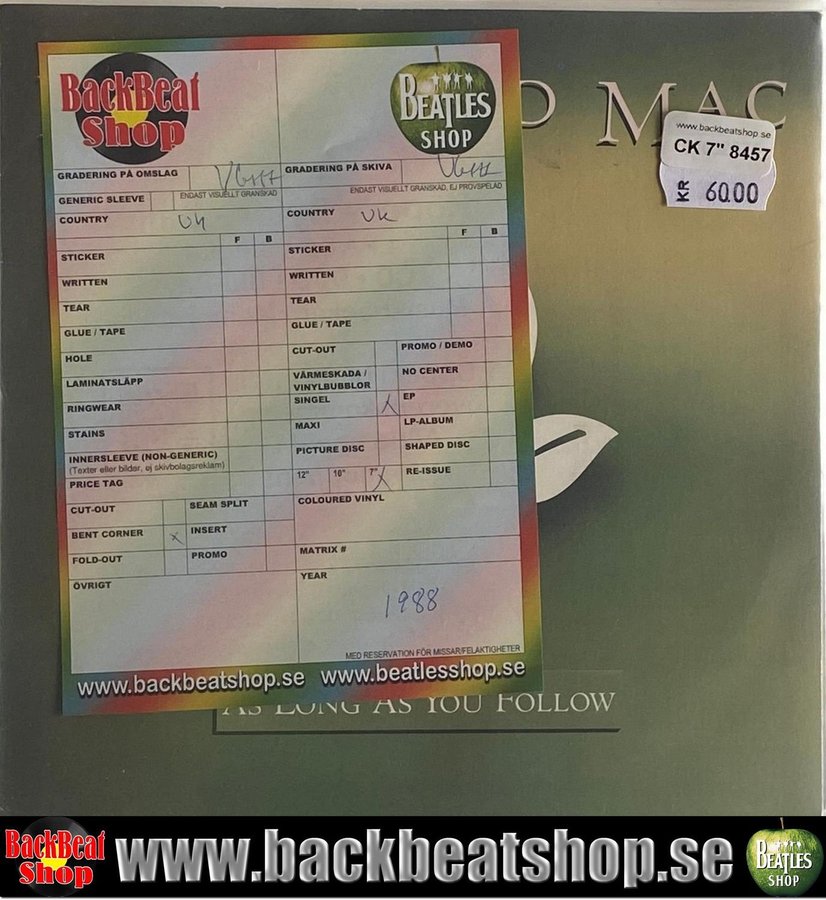 D MAC
www.backbeatshop.se
CK 7" 8457
KR 60.00
BackBeat
Shop
BEATLES
SHOP
GRADERING PÅ OMSLAG
GRADERING PÅ SKIVA
GENERIC SLEEVE
ENDAST VISUELLT GRANSKAD
ENDAST VISUELLT GRANSKAD, EJ PROVSPELAD
COUNTRY UK
COUNTRY UK
F B
F B
STICKER
STICKER
WRITTEN
WRITTEN
TEAR
TEAR
GLUE / TAPE
GLUE / TAPE
HOLE
CUT-OUT
PROMO / DEMO
LAMINATSLÄPP
VÄRMESKADA /
VINYLBUBBLOR
NO CENTER
RINGWEAR
SINGEL X
EP
STAINS
MAXI
LP-ALBUM
INNERSLEEVE (NON-GENERIC)
(Texter eller bilder, ej skivbolagsreklam)
PICTURE DISC
SHAPED DISC
PRICE TAG
12" 10" 7" X
RE-ISSUE
CUT-OUT
SEAM SPLIT
COLOURED VINYL
BENT CORNER X
INSERT
FOLD-OUT
PROMO
MATRIX #
ÖVRIGT
YEAR
1988
MED RESERVATION FÖR MISSAR/FELAKTIGHETER
www.backbeatshop.se www.beatlesshop.se
AS LONG AS YOU FOLLOW
BackBeat
Shop
www.backbeatshop.se
BEATLES
SHOP